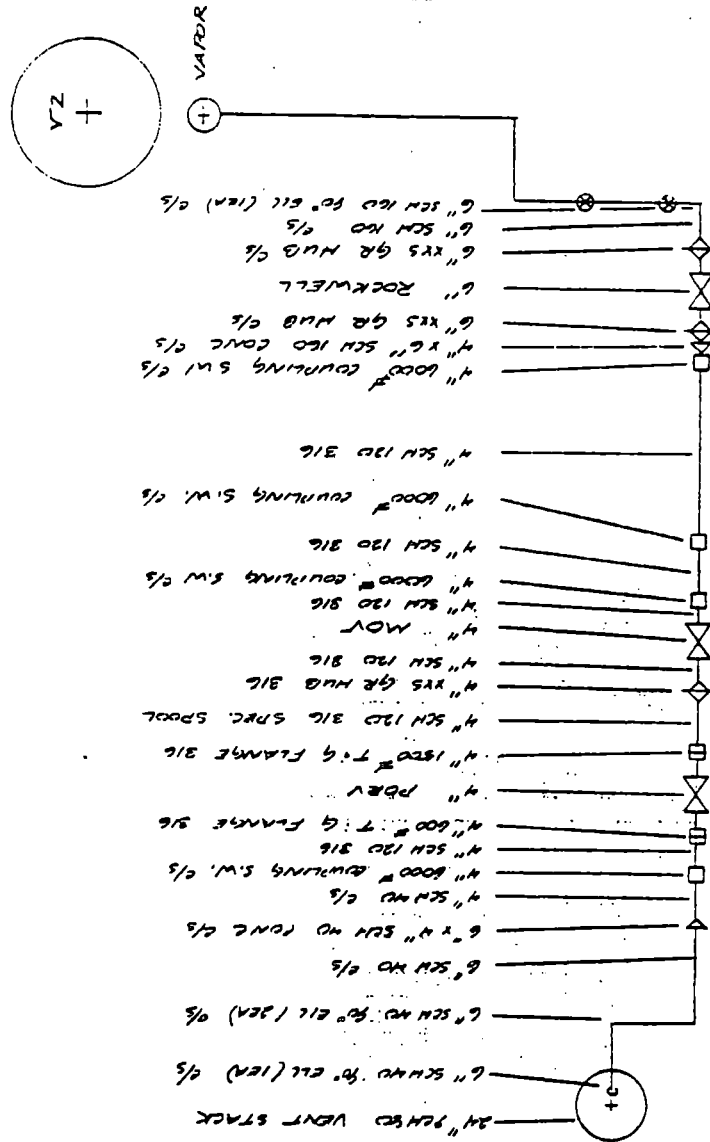 24" SCH80 VENT STACK
6" SCH40 90° ELL (1EA) C/S
6" SCH 40 90° ELL (2EA) C/S
6" SCH 40 C/S
6" x 4" SCH 40 CONC C/S
4" SCH 40 C/S
4" 6000# COUPLING S.W. C/S
4" SCH 120 316
4" 600# T&G FLANGE 316
4" PORV
4" 1500# T&G FLANGE 316
4" SCH 120 316 SPEC. SPOOL
4" XXS GR HUB 316
4" SCH 120 316
4" MOV
4" SCH 120 316
4" 6000# COUPLING S.W C/S
4" SCH 120 316
4" 6000# COUPLING S.W. C/S
4" SCH 120 316
4" 6000# COUPLING S.W C/S
4" x 6" SCH 160 CONC C/S
6" XXS GR HUB C/S
6" ROCKWELL
6" XXS GR HUB C/S
6" SCH 160 C/S
6" SCH 160 90° ELL (1EA) C/S
VAPOR
V2